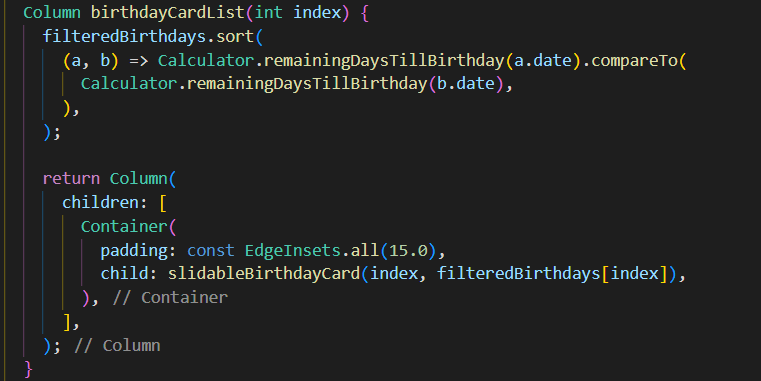 Column birthdayCardList(int index) {
filteredBirthdays.sort(
(a, b) => Calculator.remainingDaysTillBirthday(a.date).compareTo(
Calculator.remainingDaysTillBirthday(b.date),
),
);
return Column(
children: [
Container(
padding: const EdgeInsets.all(15.0),
child: slidableBirthdayCard(index, filteredBirthdays[index]),
), // Container
],
); // Column
}